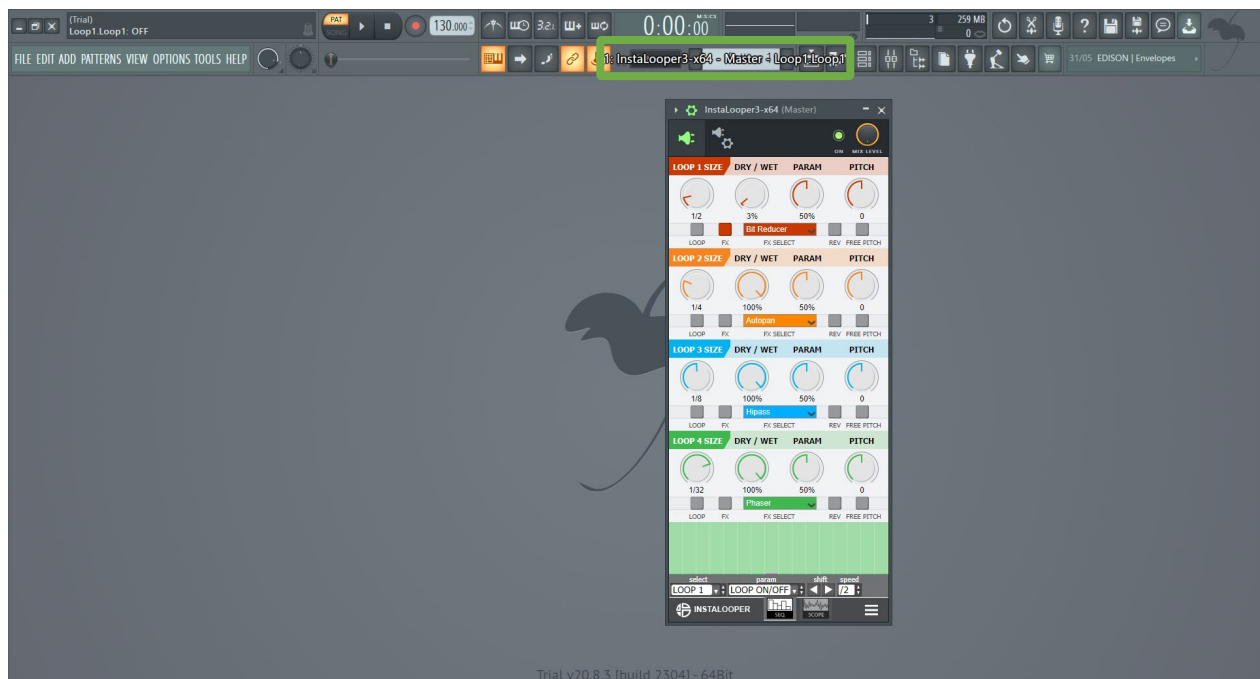 (Trial)
Loop1.Loop1: OFF
PAT
SONG
130.000
3.2.1
0:00:00
M:S:CS
3
259 MB
0
FILE EDIT ADD PATTERNS VIEW OPTIONS TOOLS HELP
1: InstaLooper3-x64 - Master - Loop1.Loop1
31/05 EDISON | Envelopes
InstaLooper3-x64 (Master)
ON MIX LEVEL
LOOP 1 SIZE DRY / WET PARAM PITCH
1/2 3% 50% 0
Bit Reducer
LOOP FX FX SELECT REV FREE PITCH
LOOP 2 SIZE DRY / WET PARAM PITCH
1/4 100% 50% 0
Autopan
LOOP FX FX SELECT REV FREE PITCH
LOOP 3 SIZE DRY / WET PARAM PITCH
1/8 100% 50% 0
Hipass
LOOP FX FX SELECT REV FREE PITCH
LOOP 4 SIZE DRY / WET PARAM PITCH
1/32 100% 50% 0
Phaser
LOOP FX FX SELECT REV FREE PITCH
select param shift speed
LOOP 1 LOOP ON/OFF /2
INSTALOOPER SEQ SCOPE
Trial v20.8.3 [build 2304] - 64Bit